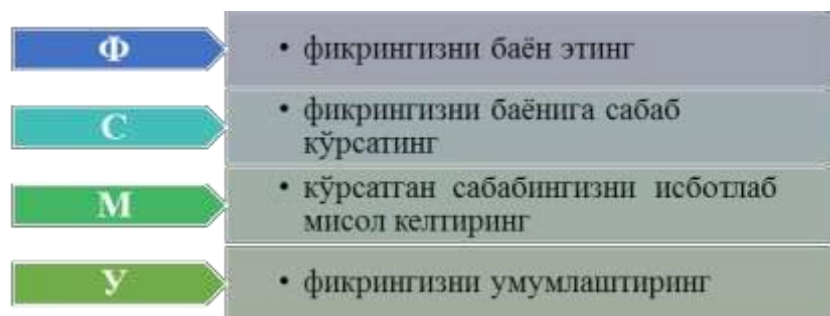 Ф
• фикрингизни баён этинг
С
• фикрингизни баёнига сабаб
кўрсатинг
М
• кўрсатган сабабингизни исботлаб
мисол келтиринг
У
• фикрингизни умумлаштиринг